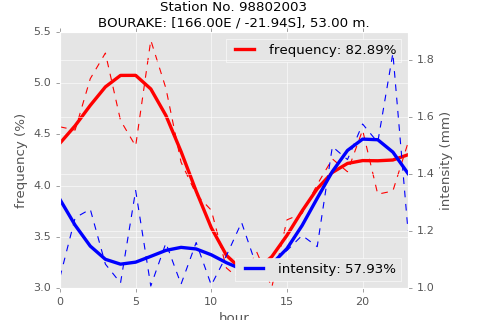 Station No. 98802003
BOURAKE: [166.00E / -21.94S], 53.00 m.
frequency: 82.89%
intensity: 57.93%
frequency (%)
5.5
5.0
4.5
4.0
3.5
3.0
intensity (mm)
1.8
1.6
1.4
1.2
1.0
0 5 10 15 20
hour